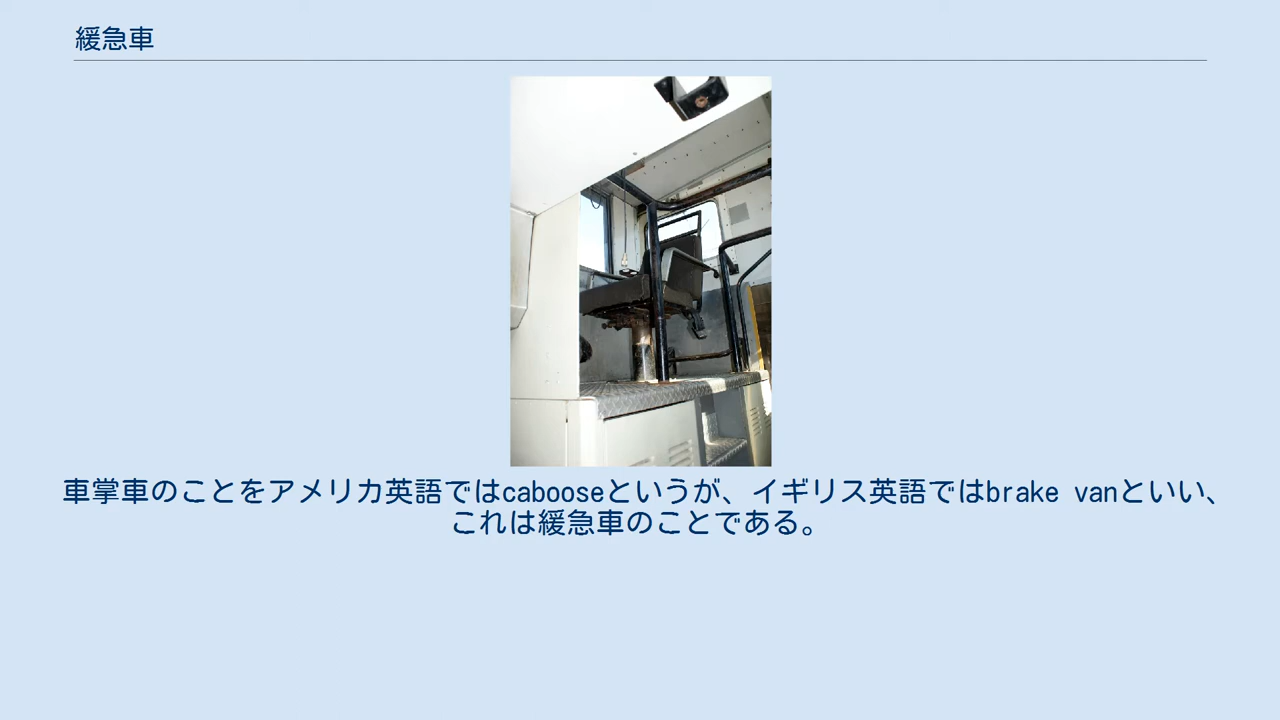 緩急車
車掌車のことをアメリカ英語ではcabooseというが、イギリス英語ではbrake vanといい、
これは緩急車のことである。